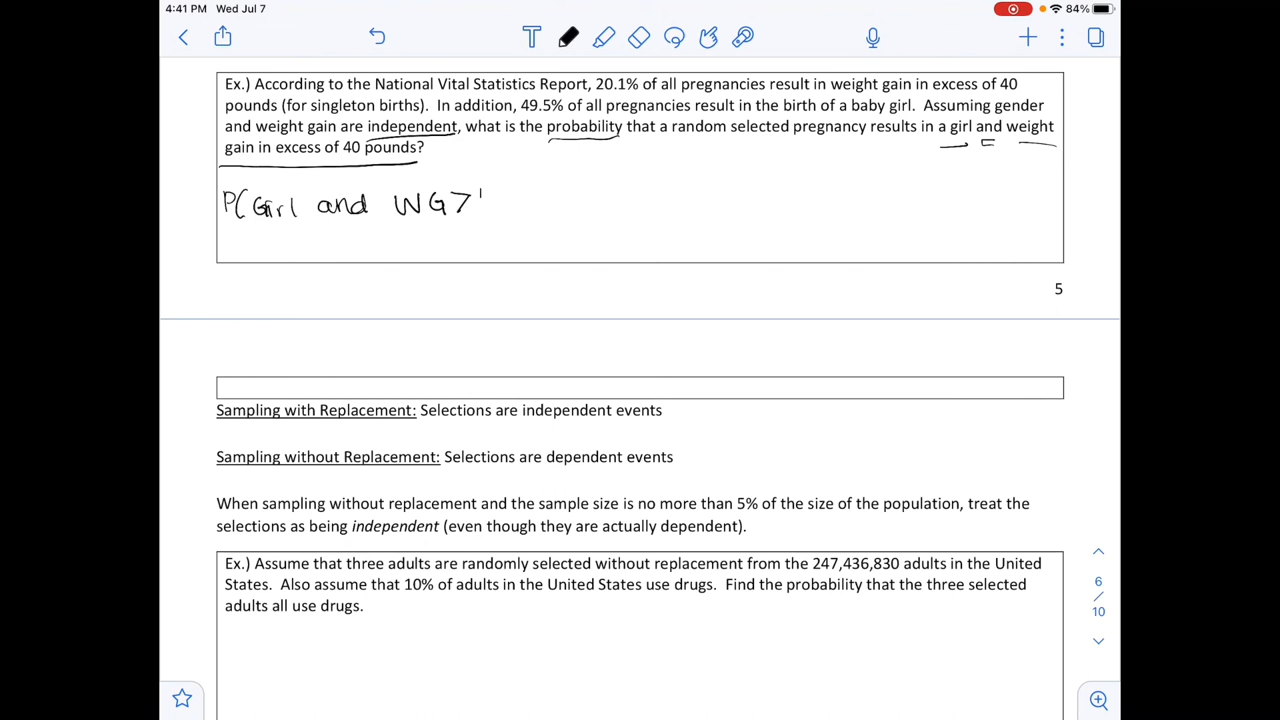 4:41 PM Wed Jul 7
84%
T
Ex.) According to the National Vital Statistics Report, 20.1% of all pregnancies result in weight gain in excess of 40
pounds (for singleton births). In addition, 49.5% of all pregnancies result in the birth of a baby girl. Assuming gender
and weight gain are independent, what is the probability that a random selected pregnancy results in a girl and weight
gain in excess of 40 pounds?
P(Girl and WG>
5
Sampling with Replacement: Selections are independent events
Sampling without Replacement: Selections are dependent events
When sampling without replacement and the sample size is no more than 5% of the size of the population, treat the
selections as being independent (even though they are actually dependent).
6
/
10
Ex.) Assume that three adults are randomly selected without replacement from the 247,436,830 adults in the United
States. Also assume that 10% of adults in the United States use drugs. Find the probability that the three selected
adults all use drugs.